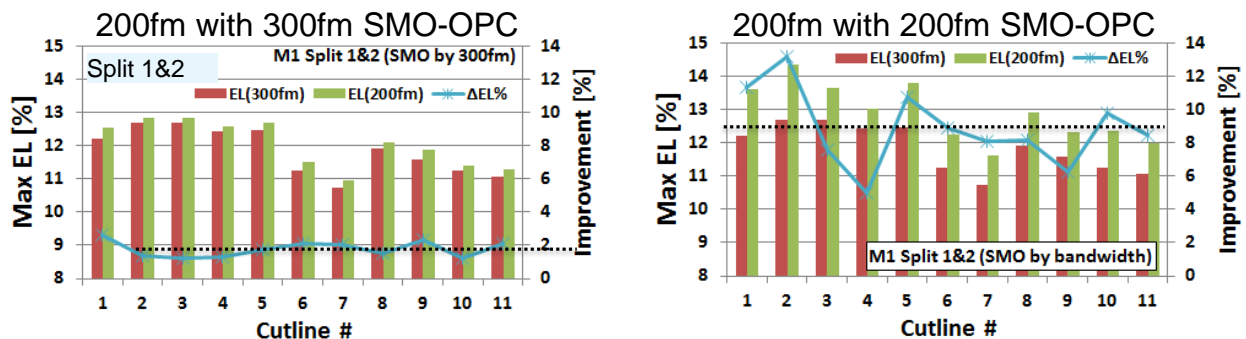 200fm with 300fm SMO-OPC
15
14
13
12
11
10
9
8
Max EL [%]
Split 1&2
M1 Split 1&2 (SMO by 300fm)
EL(300fm) EL(200fm) ΔEL%
14
12
10
8
6
4
2
0
Improvement [%]
1 2 3 4 5 6 7 8 9 10 11
Cutline #
200fm with 200fm SMO-OPC
15
14
13
12
11
10
9
8
Max EL [%]
EL(300fm) EL(200fm) ΔEL%
M1 Split 1&2 (SMO by bandwidth)
14
12
10
8
6
4
2
0
Improvement [%]
1 2 3 4 5 6 7 8 9 10 11
Cutline #